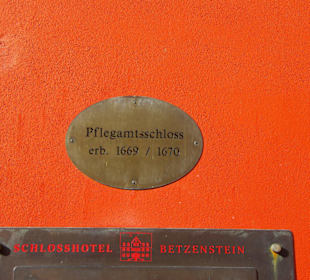 Pflegamtsschloss
erb. 1669 / 1670
SCHLOSSHOTEL BETZENSTEIN